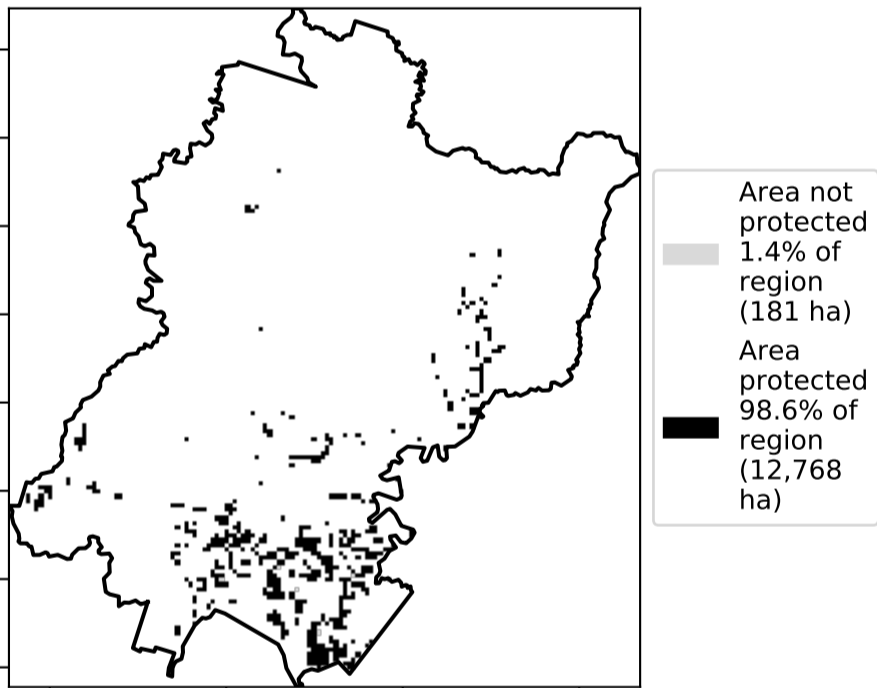 Area not
protected
1.4% of
region
(181 ha)
Area
protected
98.6% of
region
(12,768
ha)